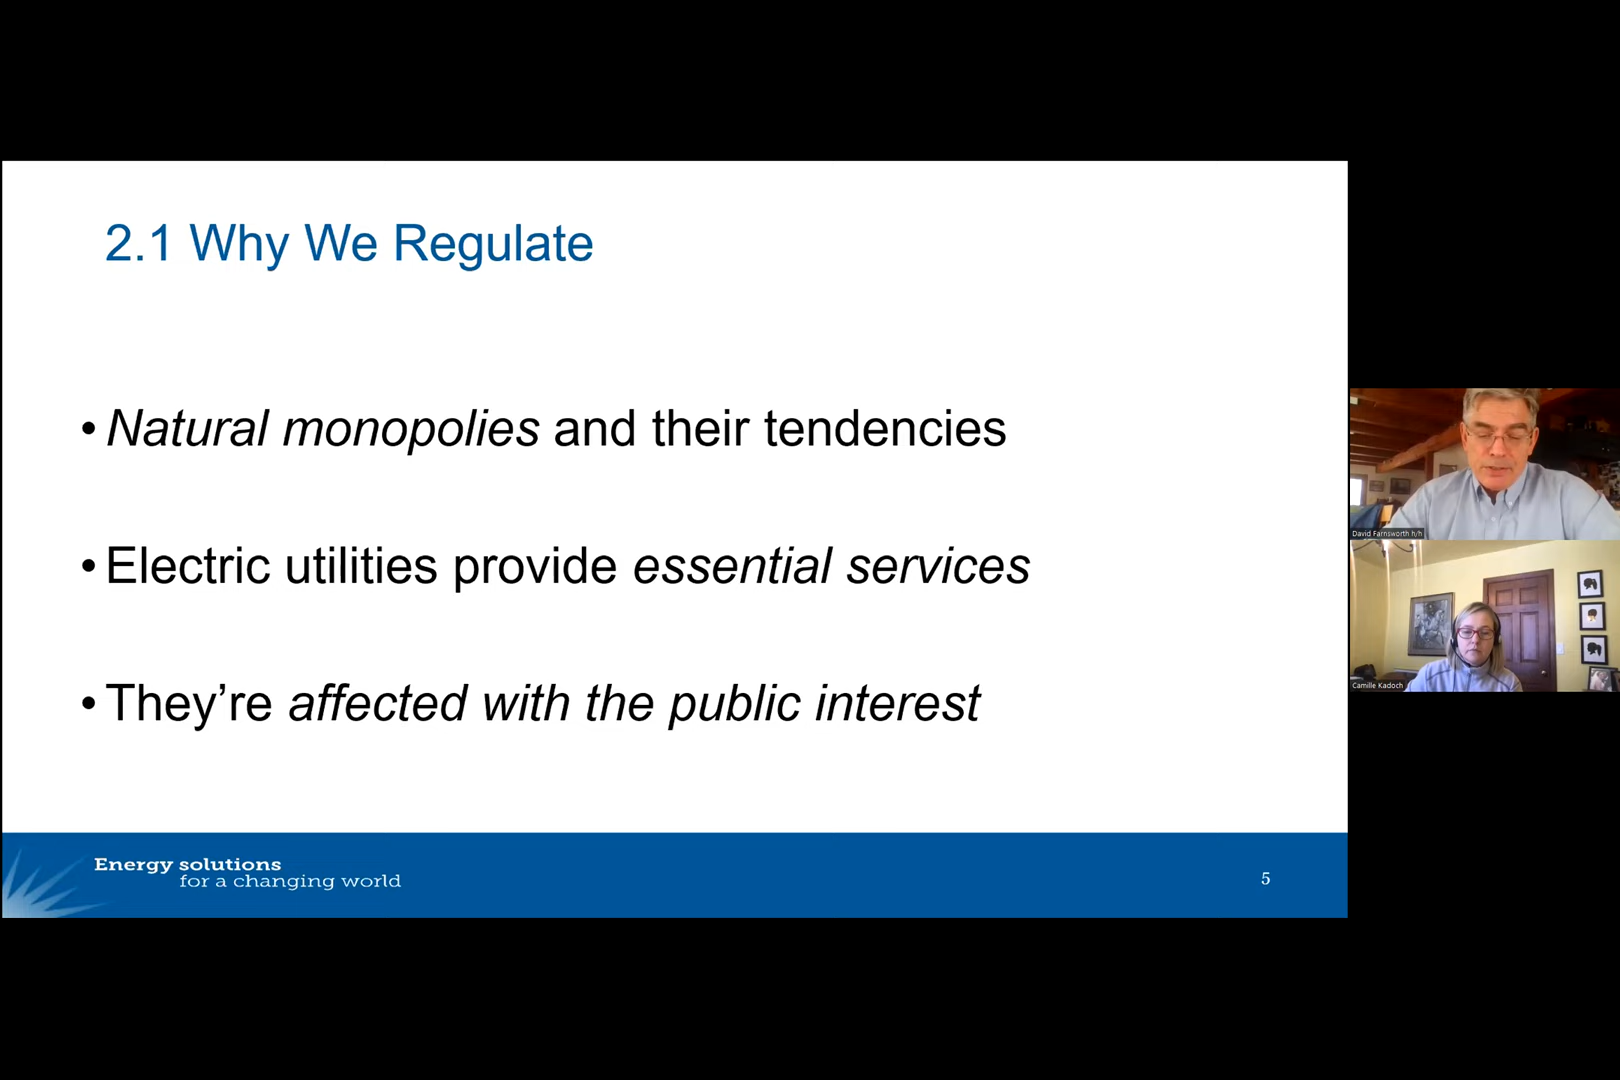 2.1 Why We Regulate
•Natural monopolies and their tendencies
•Electric utilities provide essential services
•They’re affected with the public interest
Energy solutions
for a changing world
5
David Farnsworth h/h
Camille Kadoch